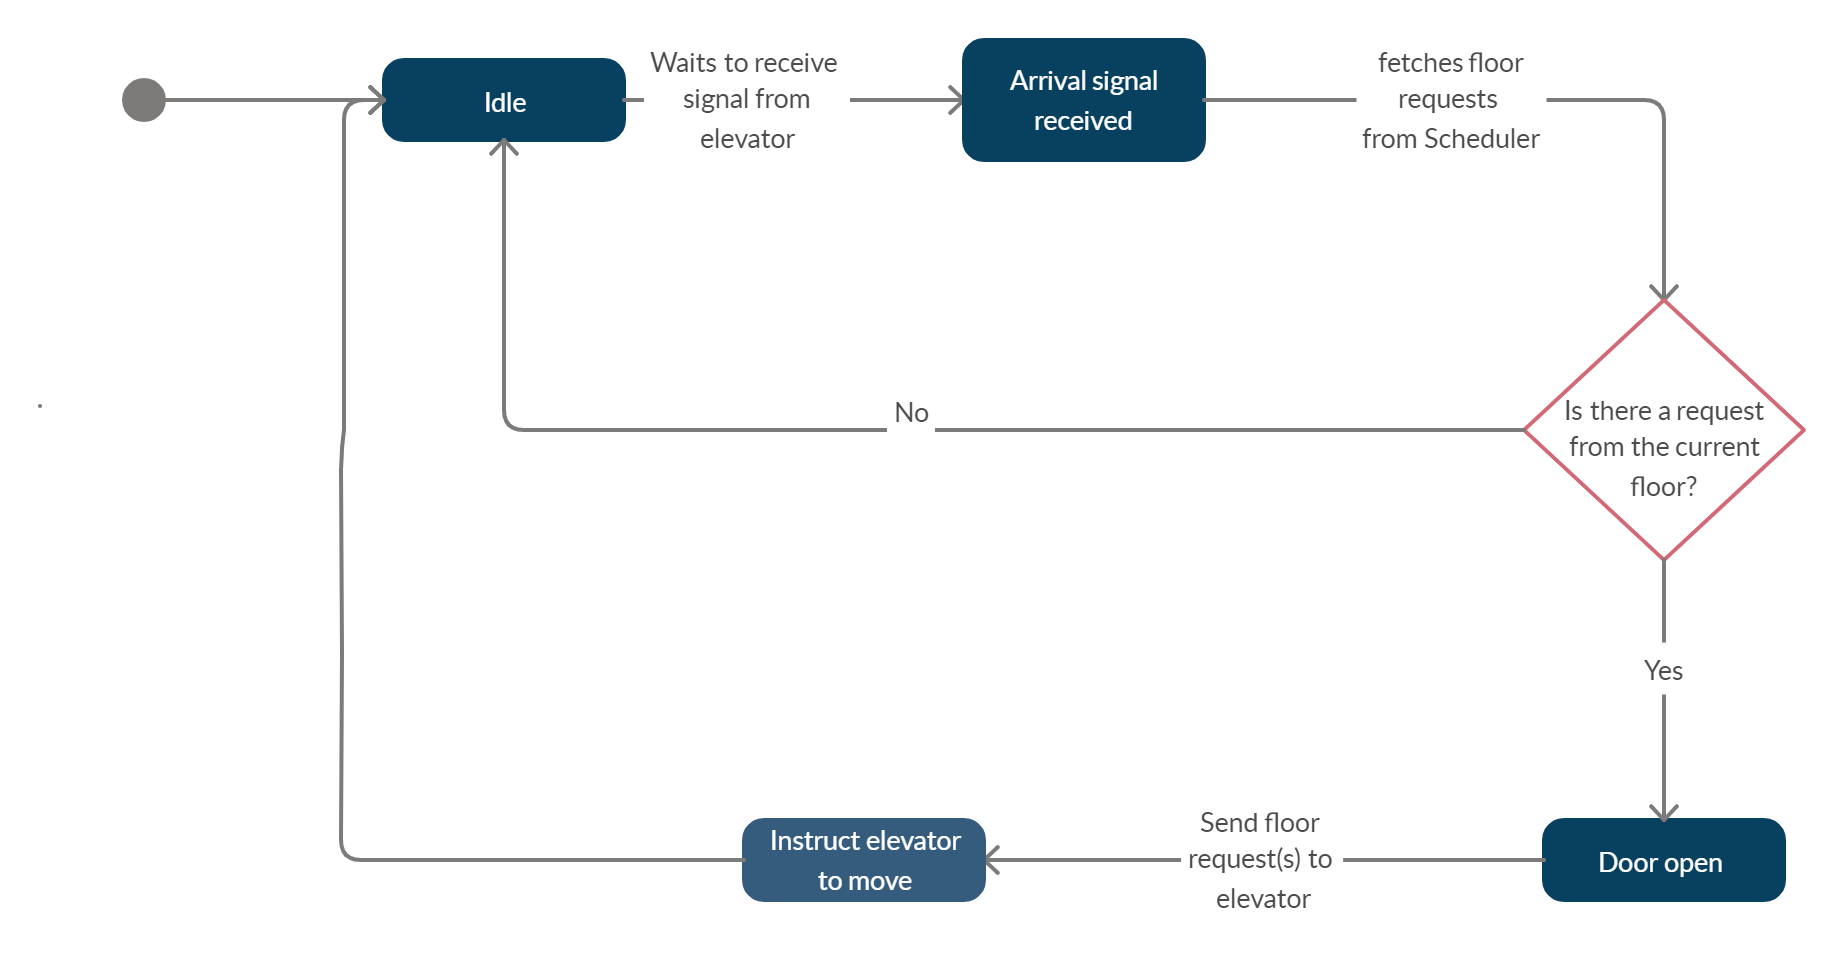 Idle
Waits to receive
signal from
elevator
Arrival signal
received
fetches floor
requests
from Scheduler
Is there a request
from the current
floor?
No
Yes
Door open
Send floor
request(s) to
elevator
Instruct elevator
to move